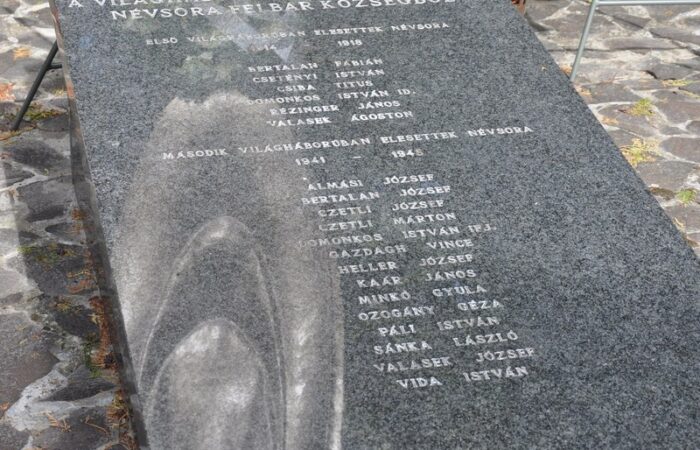 NÉVSORA FELBÁR KÖZSÉGBŐL
ELSŐ VILÁGHÁBORÚBAN ELESETTEK NÉVSORA
1918
BERTALAN FÁBIÁN
CSETÉNYI ISTVÁN
CSIBA TITUS
DOMONKOS ISTVÁN ID.
RÉZINGER JÁNOS
VALASEK ÁGOSTON
MÁSODIK VILÁGHÁBORÚBAN ELESETTEK NÉVSORA
1941 – 1945
ALMÁSI JÓZSEF
BERTALAN JÓZSEF
CZETLI JÓZSEF
CZETLI MÁRTON
DOMONKOS ISTVÁN IFJ.
GAZDAGH VINCE
HELLER JÓZSEF
KAÁR JÁNOS
MINKÓ GYULA
OZOGÁNY GÉZA
PÁLI ISTVÁN
SÁNKA LÁSZLÓ
VALASEK JÓZSEF
VIDA ISTVÁN